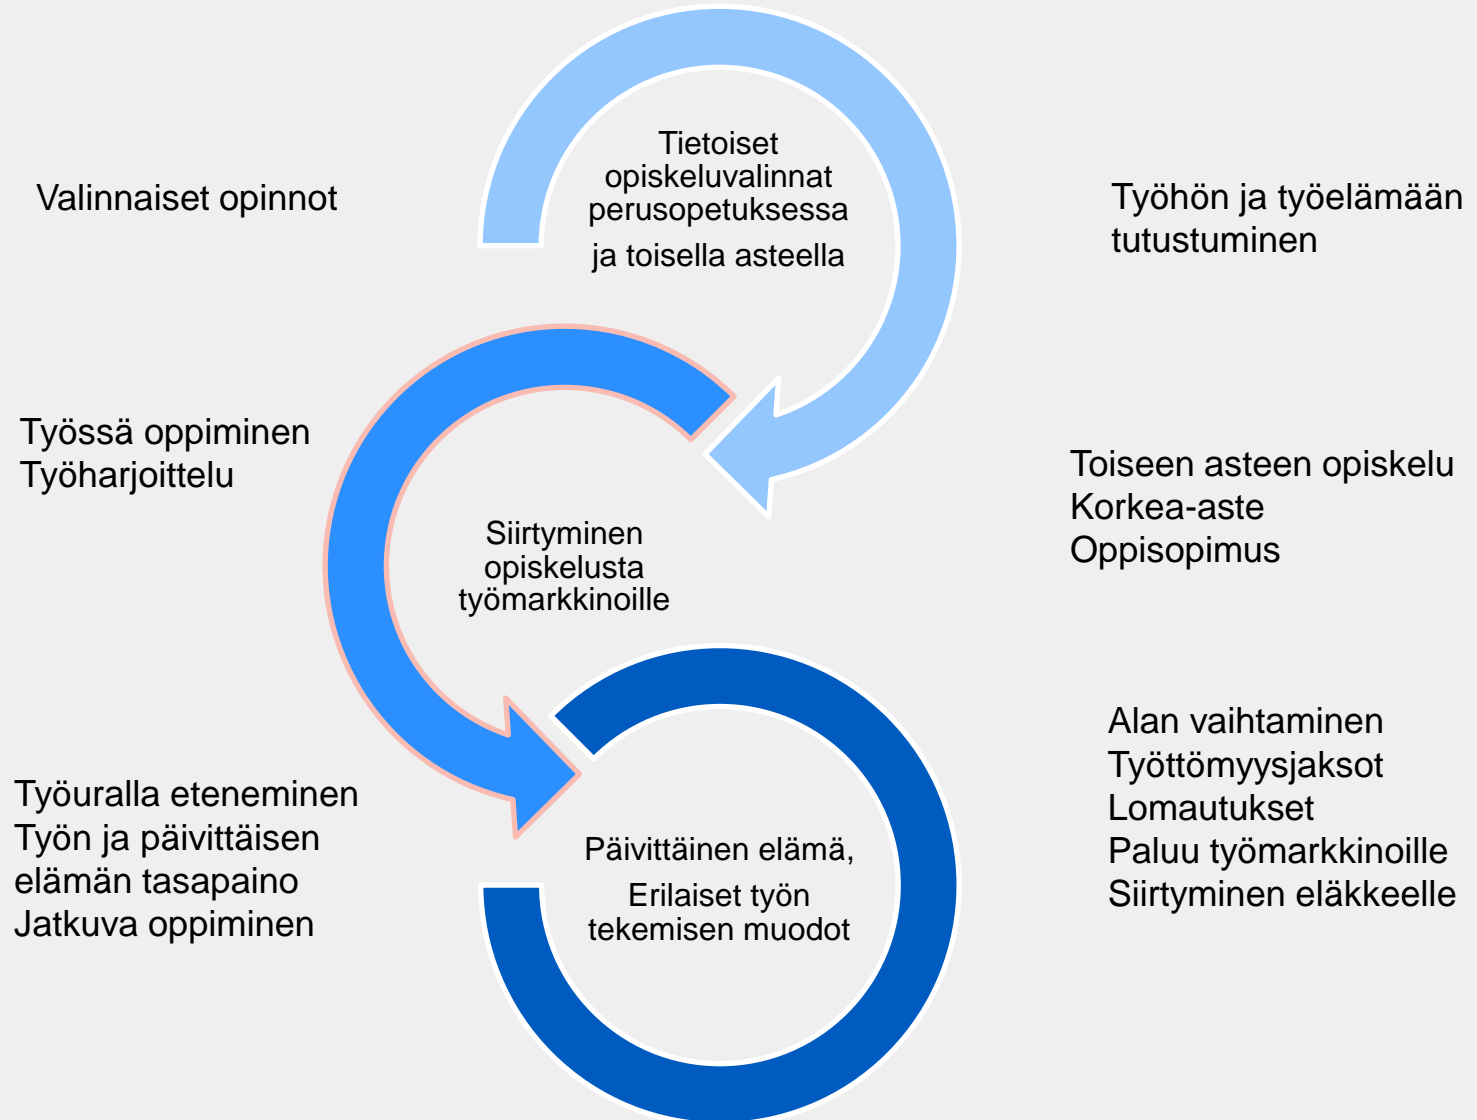 Tietoiset
opiskeluvalinnat
perusopetuksessa
ja toisella asteella
Valinnaiset opinnot
Työhön ja työelämään
tutustuminen
Työssä oppiminen
Työharjoittelu
Siirtyminen
opiskelusta
työmarkkinoille
Toiseen asteen opiskelu
Korkea-aste
Oppisopimus
Työuralla eteneminen
Työn ja päivittäisen
elämän tasapaino
Jatkuva oppiminen
Päivittäinen elämä,
Erilaiset työn
tekemisen muodot
Alan vaihtaminen
Työttömyysjaksot
Lomautukset
Paluu työmarkkinoille
Siirtyminen eläkkeelle